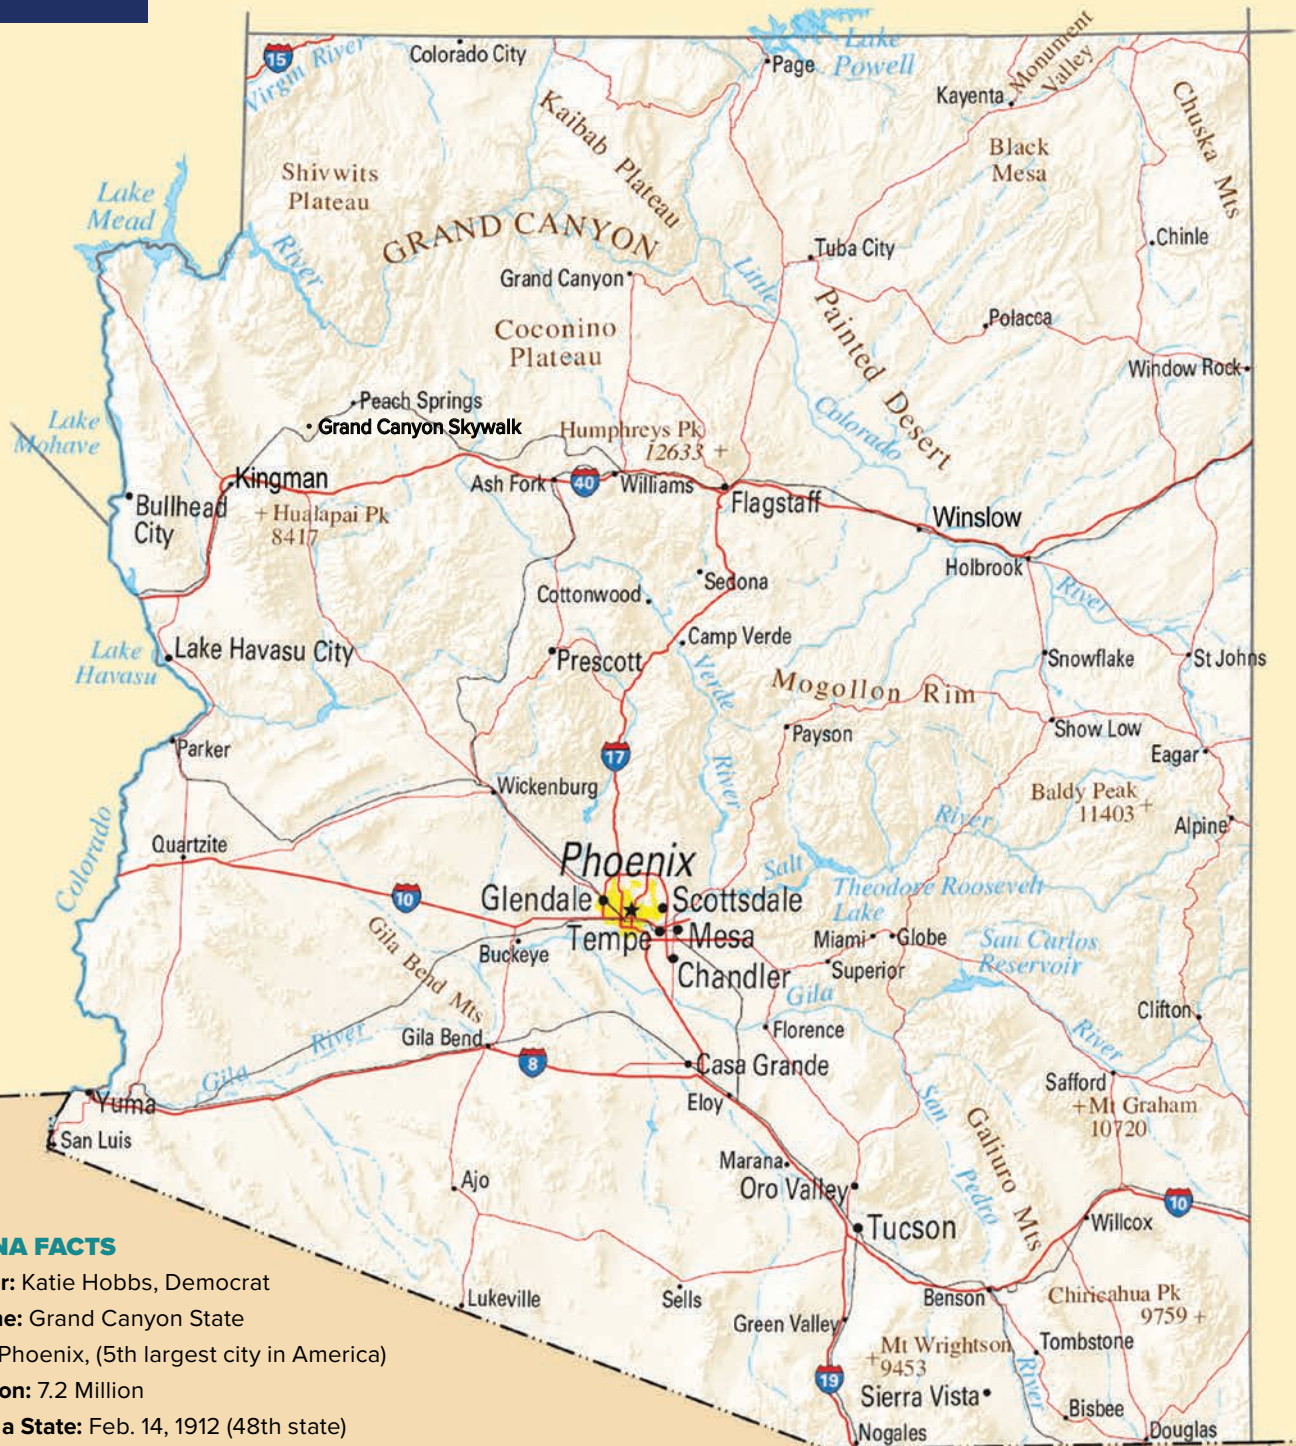 15
Virgin River
Colorado City
Lake
Powell
Page
Monument
Valley
Kayenta
Chuska Mts
Kaibab Plateau
Black
Mesa
Shivwits
Plateau
Lake
Mead
River
GRAND CANYON
Grand Canyon
Little
Tuba City
Chinle
Coconino
Plateau
Painted Desert
Polacca
Window Rock
Peach Springs
Grand Canyon Skywalk
Lake
Mohave
Humphreys Pk
12633 +
Colorado
Kingman
Ash Fork
40
Williams
Flagstaff
Bullhead
City
+ Hualapai Pk
8417
Winslow
Holbrook
River
Sedona
Cottonwood
Camp Verde
Lake
Havasu
Lake Havasu City
Prescott
Verde
River
Snowflake
St Johns
Mogollon Rim
Payson
Show Low
Eagar
Parker
17
Wickenburg
Baldy Peak
11403 +
River
Alpine
Colorado
Quartzite
Phoenix
Salt
10
Glendale
Scottsdale
Theodore Roosevelt
Lake
Tempe
Mesa
Miami
Globe
San Carlos
Reservoir
Gila Bend Mts
Buckeye
Chandler
Superior
Gila
Clifton
Florence
River
Gila Bend
River
Gila
8
Casa Grande
Safford
+Mt Graham
10720
Yuma
Eloy
San
Pedro
Galiuro Mts
San Luis
Marana
Oro Valley
Ajo
10
Willcox
Tucson
NA FACTS
r: Katie Hobbs, Democrat
ne: Grand Canyon State
Phoenix, (5th largest city in America)
on: 7.2 Million
a State: Feb. 14, 1912 (48th state)
Lukeville
Sells
Benson
Chiricahua Pk
9759 +
Green Valley
Mt Wrightson
+9453
Tombstone
River
19
Sierra Vista
Bisbee
Nogales
Douglas